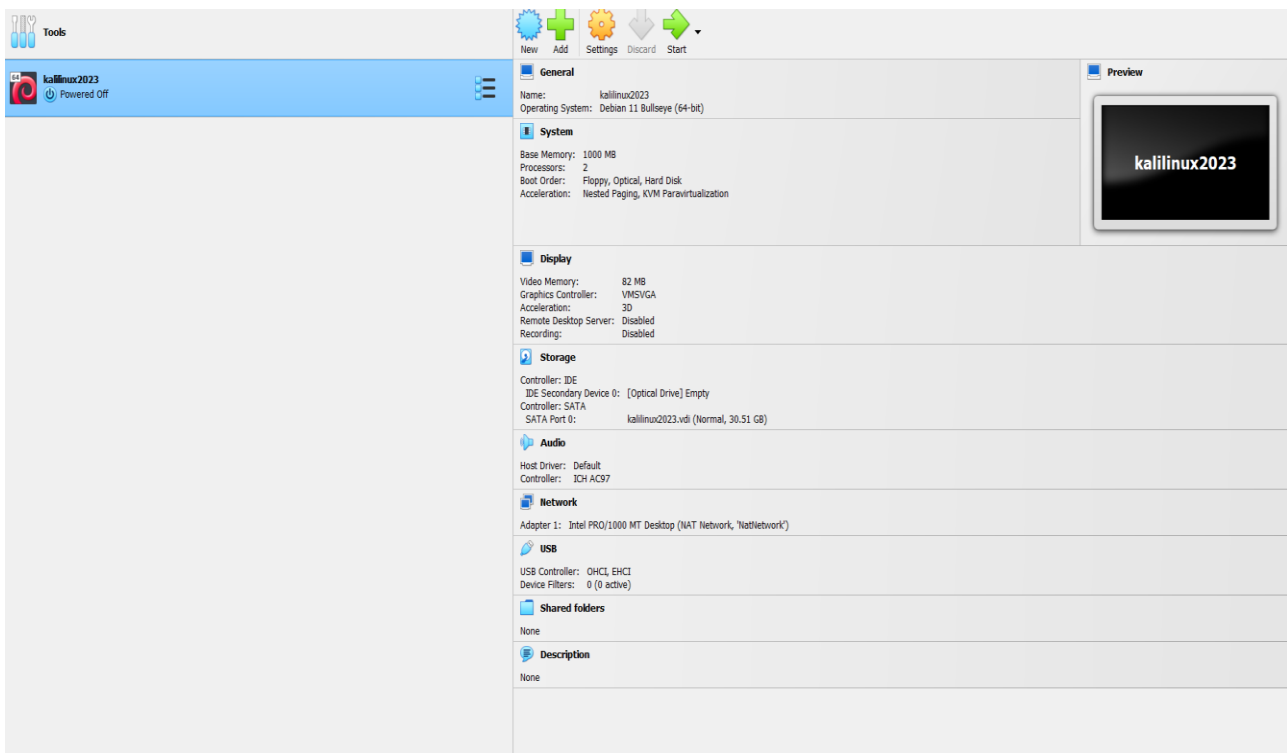 Tools
64
kalilinux2023
Powered Off
New Add Settings Discard Start
General
Name: kalilinux2023
Operating System: Debian 11 Bullseye (64-bit)
Preview
kalilinux2023
System
Base Memory: 1000 MB
Processors: 2
Boot Order: Floppy, Optical, Hard Disk
Acceleration: Nested Paging, KVM Paravirtualization
Display
Video Memory: 82 MB
Graphics Controller: VMSVGA
Acceleration: 3D
Remote Desktop Server: Disabled
Recording: Disabled
Storage
Controller: IDE
IDE Secondary Device 0: [Optical Drive] Empty
Controller: SATA
SATA Port 0: kalilinux2023.vdi (Normal, 30.51 GB)
Audio
Host Driver: Default
Controller: ICH AC97
Network
Adapter 1: Intel PRO/1000 MT Desktop (NAT Network, 'NatNetwork')
USB
USB Controller: OHCI, EHCI
Device Filters: 0 (0 active)
Shared folders
None
Description
None